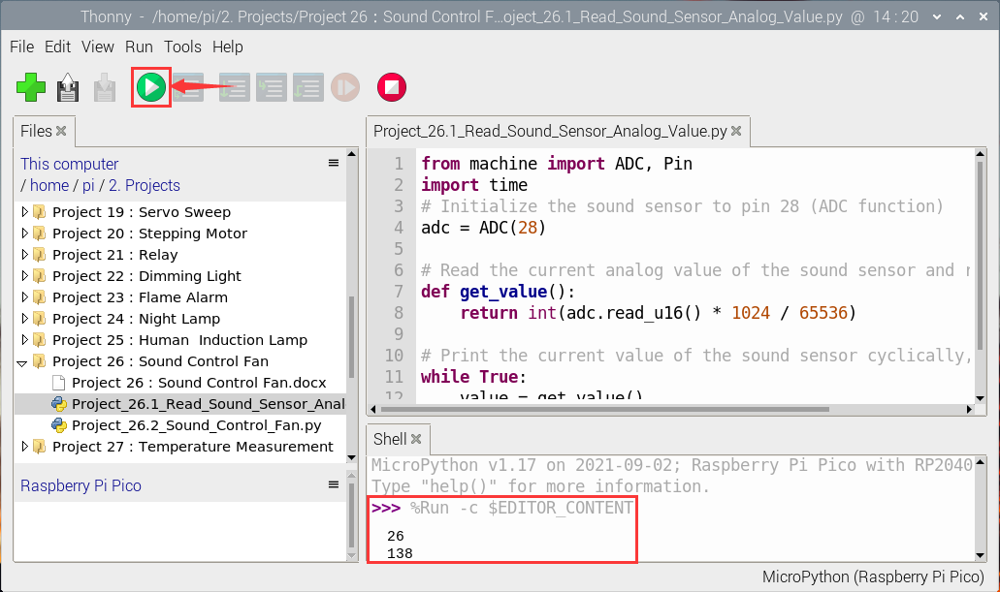 Thonny - /home/pi/2. Projects/Project 26 : Sound Control F...oject_26.1_Read_Sound_Sensor_Analog_Value.py @ 14 : 20
File Edit View Run Tools Help
Files
This computer
/ home / pi / 2. Projects
Project 19 : Servo Sweep
Project 20 : Stepping Motor
Project 21 : Relay
Project 22 : Dimming Light
Project 23 : Flame Alarm
Project 24 : Night Lamp
Project 25 : Human  Induction Lamp
Project 26 : Sound Control Fan
Project 26 : Sound Control Fan.docx
Project_26.1_Read_Sound_Sensor_Anal
Project_26.2_Sound_Control_Fan.py
Project 27 : Temperature Measurement
Raspberry Pi Pico
Project_26.1_Read_Sound_Sensor_Analog_Value.py
1 from machine import ADC, Pin
2 import time
3 # Initialize the sound sensor to pin 28 (ADC function)
4 adc = ADC(28)
5
6 # Read the current analog value of the sound sensor and r
7 def get_value():
8     return int(adc.read_u16() * 1024 / 65536)
9
10 # Print the current value of the sound sensor cyclically,
11 while True:
12     value = get_value()
Shell
MicroPython v1.17 on 2021-09-02; Raspberry Pi Pico with RP2040
Type "help()" for more information.
>>> %Run -c $EDITOR_CONTENT
26
138
MicroPython (Raspberry Pi Pico)